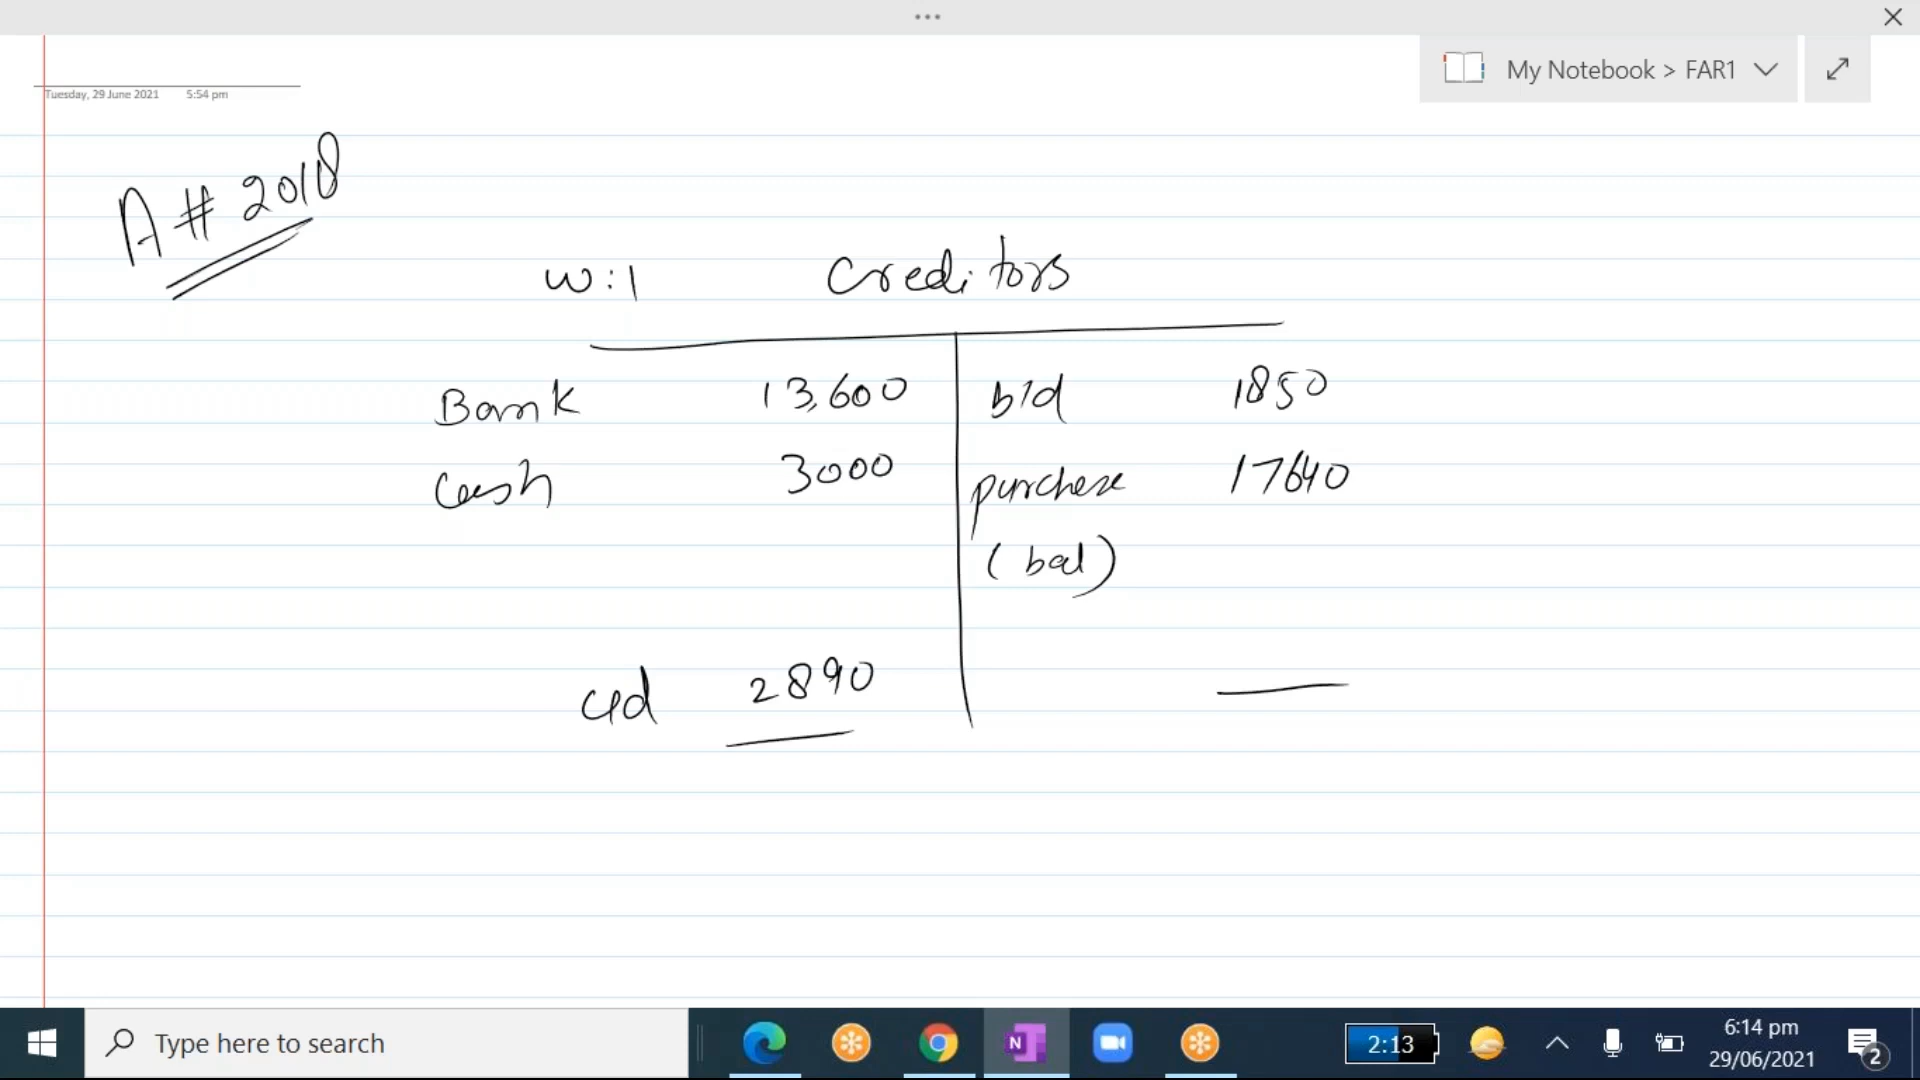 My Notebook > FAR1
Tuesday, 29 June 2021 5:54 pm
A # 2018
W:1 Creditors
Bank 13,600 b/d 1850
Cash 3000 purchase 17640
(bal)
c/d 2890
Type here to search
N
2:13
6:14 pm
29/06/2021
2